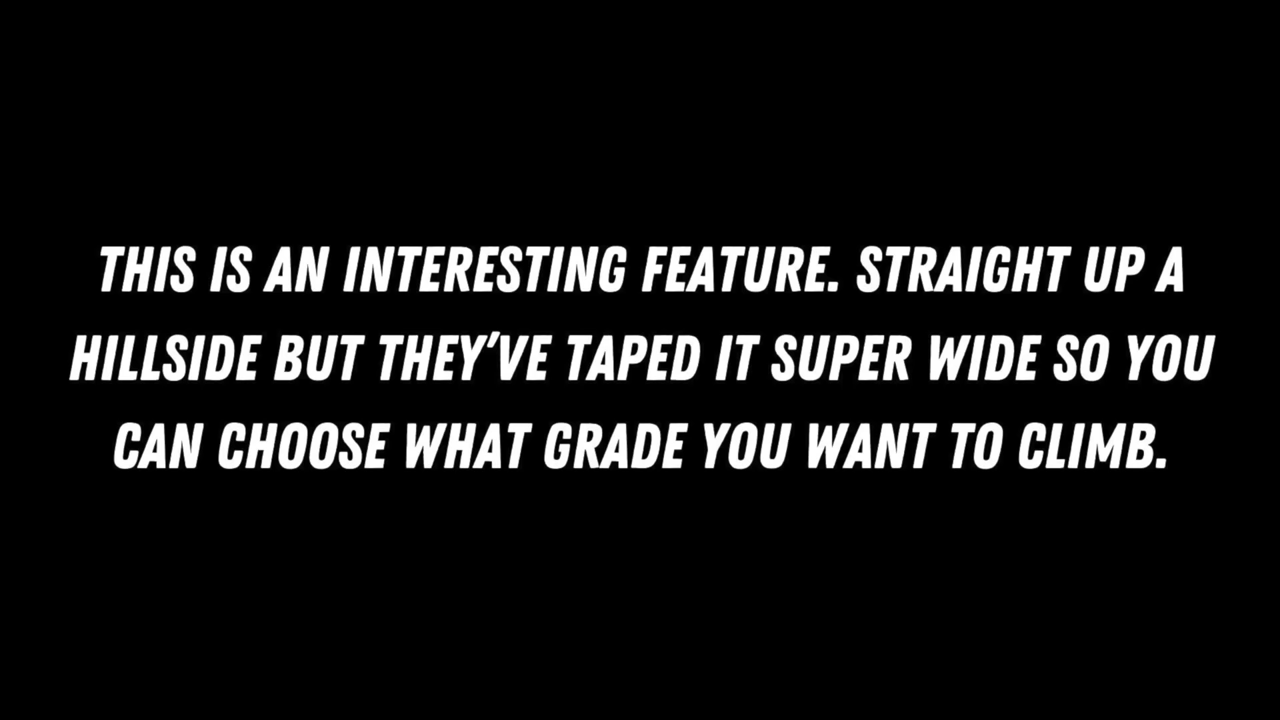 THIS IS AN INTERESTING FEATURE. STRAIGHT UP A
HILLSIDE BUT THEY'VE TAPED IT SUPER WIDE SO YOU
CAN CHOOSE WHAT GRADE YOU WANT TO CLIMB.